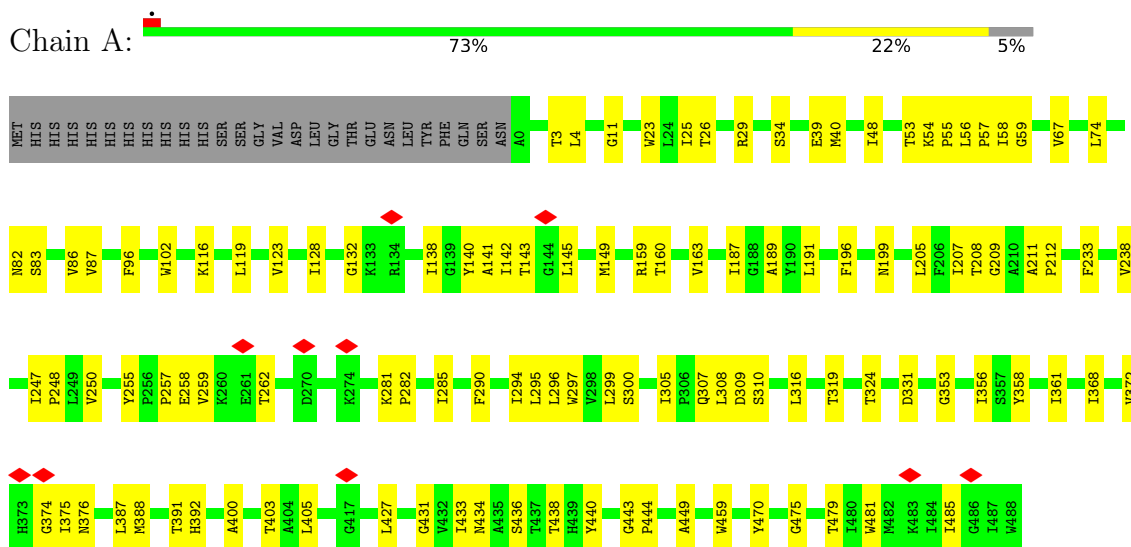 Chain A:
73% 22% 5%
MET HIS HIS HIS HIS HIS HIS HIS HIS HIS HIS SER SER GLY VAL ASP LEU GLY THR GLU ASN LEU TYR PHE GLN SER ASN A0 T3 L4 G11 W23 L24 I25 T26 R29 S34 E39 M40 I48 T53 K54 P55 L56 P57 I58 G59 V67 L74
N82 S83 V86 V87 F96 W102 K116 L119 V123 I128 G132 K133 R134 I138 G139 Y140 A141 I142 T143 G144 L145 M149 R159 T160 V163 I187 G188 A189 Y190 L191 F196 N199 L205 F206 I207 T208 G209 A210 A211 P212 F233 V238
I247 P248 L249 V250 Y255 P256 P257 E258 V259 K260 E261 T262 D270 K274 K281 P282 I285 F290 I294 L295 L296 W297 V298 L299 S300 I305 P306 Q307 L308 D309 S310 L316 T319 T324 D331 G353 I356 S357 Y358 I361 I368 V372
H373 G374 I375 N376 L387 M388 T391 H392 A400 T403 A404 L405 G417 L427 G431 V432 I433 N434 A435 S436 T437 T438 H439 Y440 G443 P444 A449 W459 Y470 G475 T479 I480 W481 M482 K483 I484 I485 G486 I487 W488